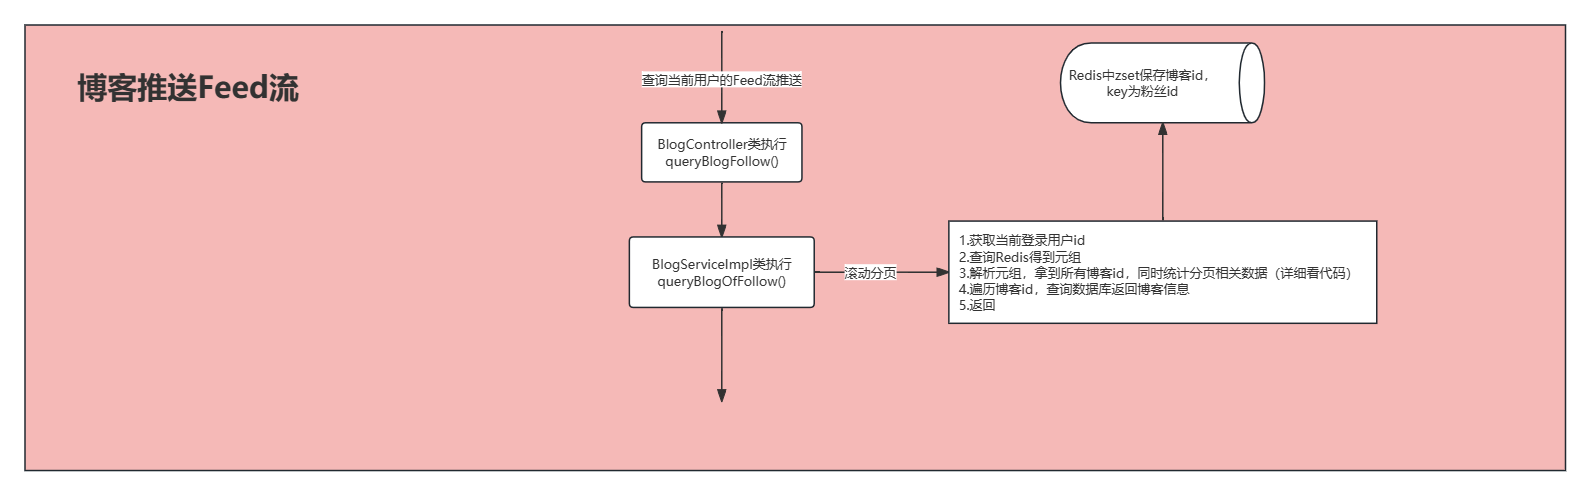 博客推送Feed流
查询当前用户的Feed流推送
BlogController类执行
queryBlogFollow()
BlogServiceImpl类执行
queryBlogOfFollow()
滚动分页
Redis中zset保存博客id，
key为粉丝id
1.获取当前登录用户id
2.查询Redis得到元组
3.解析元组，拿到所有博客id，同时统计分页相关数据（详细看代码）
4.遍历博客id，查询数据库返回博客信息
5.返回